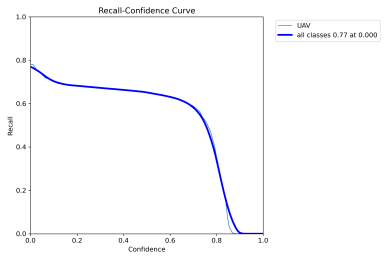 Recall-Confidence Curve
UAV
all classes 0.77 at 0.000
1.0
0.8
0.6
0.4
0.2
0.0
Recall
0.0 0.2 0.4 0.6 0.8 1.0
Confidence